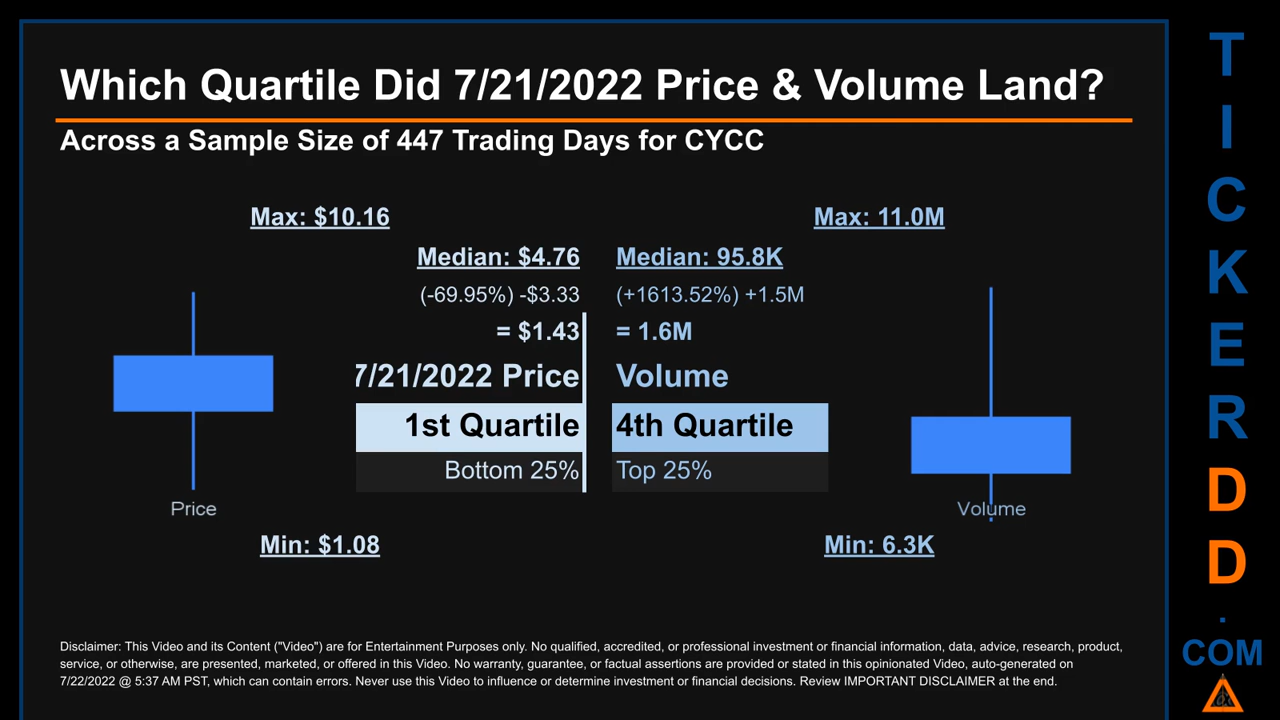 Which Quartile Did 7/21/2022 Price & Volume Land?
Across a Sample Size of 447 Trading Days for CYCC
Max: $10.16
Max: 11.0M
Median: $4.76
Median: 95.8K
(-69.95%) -$3.33
(+1613.52%) +1.5M
= $1.43
= 1.6M
7/21/2022 Price
Volume
1st Quartile
4th Quartile
Bottom 25%
Top 25%
Price
Volume
Min: $1.08
Min: 6.3K
Disclaimer: This Video and its Content ("Video") are for Entertainment Purposes only. No qualified, accredited, or professional investment or financial information, data, advice, research, product,
service, or otherwise, are presented, marketed, or offered in this Video. No warranty, guarantee, or factual assertions are provided or stated in this opinionated Video, auto-generated on
7/22/2022 @ 5:37 AM PST, which can contain errors. Never use this Video to influence or determine investment or financial decisions. Review IMPORTANT DISCLAIMER at the end.
T
I
C
K
E
R
D
D
.
COM